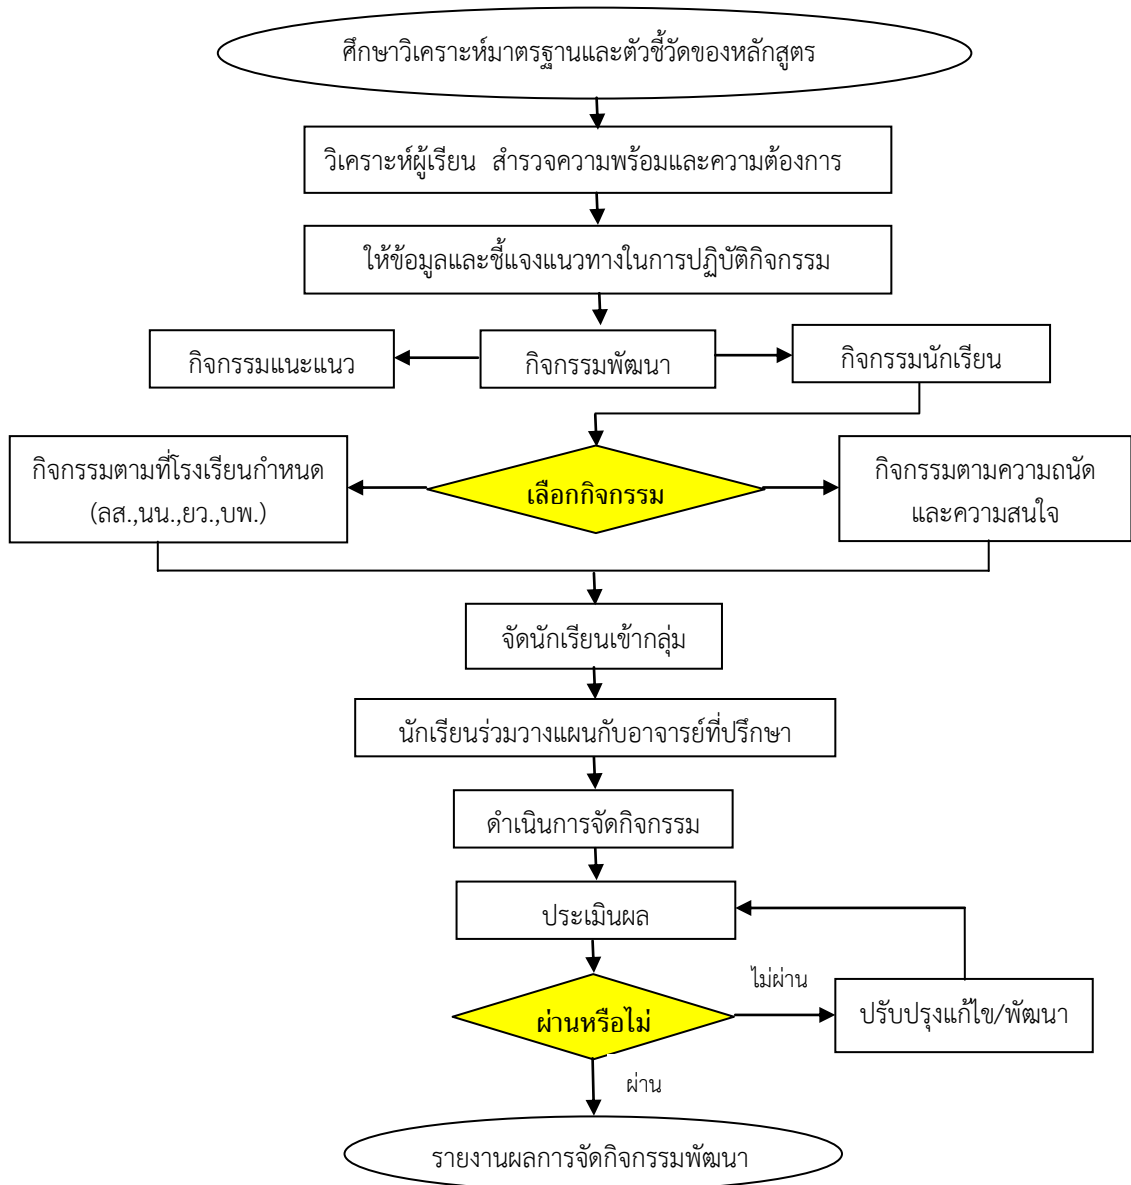 ศึกษาวิเคราะห์มาตรฐานและตัวชี้วัดของหลักสูตร
วิเคราะห์ผู้เรียน สำรวจความพร้อมและความต้องการ
ให้ข้อมูลและชี้แจงแนวทางในการปฏิบัติกิจกรรม
กิจกรรมแนะแนว
กิจกรรมพัฒนา
กิจกรรมนักเรียน
กิจกรรมตามที่โรงเรียนกำหนด
(ลส.,นน.,ยว.,บพ.)
เลือกกิจกรรม
กิจกรรมตามความถนัด
และความสนใจ
จัดนักเรียนเข้ากลุ่ม
นักเรียนร่วมวางแผนกับอาจารย์ที่ปรึกษา
ดำเนินการจัดกิจกรรม
ประเมินผล
ผ่านหรือไม่
ไม่ผ่าน
ปรับปรุงแก้ไข/พัฒนา
ผ่าน
รายงานผลการจัดกิจกรรมพัฒนา